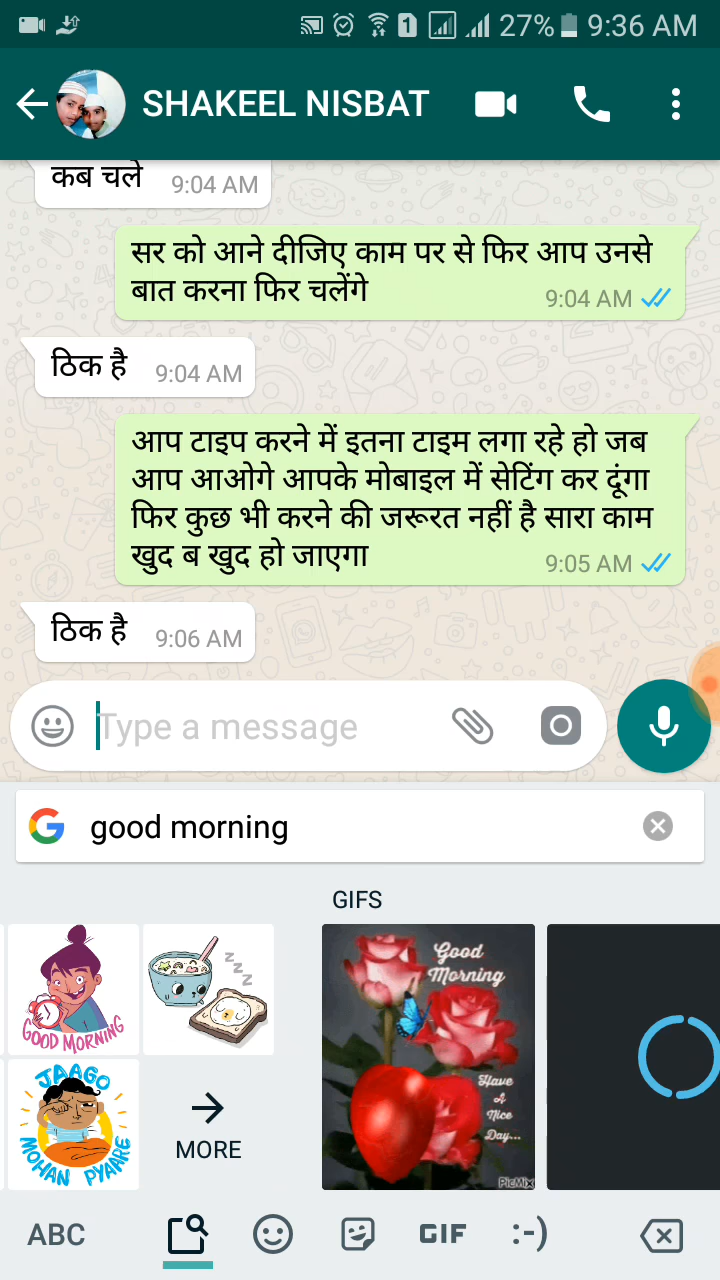 1 27% 9:36 AM
SHAKEEL NISBAT
कब चले 9:04 AM
सर को आने दीजिए काम पर से फिर आप उनसे
बात करना फिर चलेंगे 9:04 AM
ठिक है 9:04 AM
आप टाइप करने में इतना टाइम लगा रहे हो जब
आप आओगे आपके मोबाइल में सेटिंग कर दूंगा
फिर कुछ भी करने की जरूरत नहीं है सारा काम
खुद ब खुद हो जाएगा 9:05 AM
ठिक है 9:06 AM
Type a message
G good morning
GIFS
GOOD MORNING
ZZZ
Good
Morning
Have
A
Nice
Day...
PicMix
JAAGO
MOHAN PYAARE
MORE
ABC GIF :-)